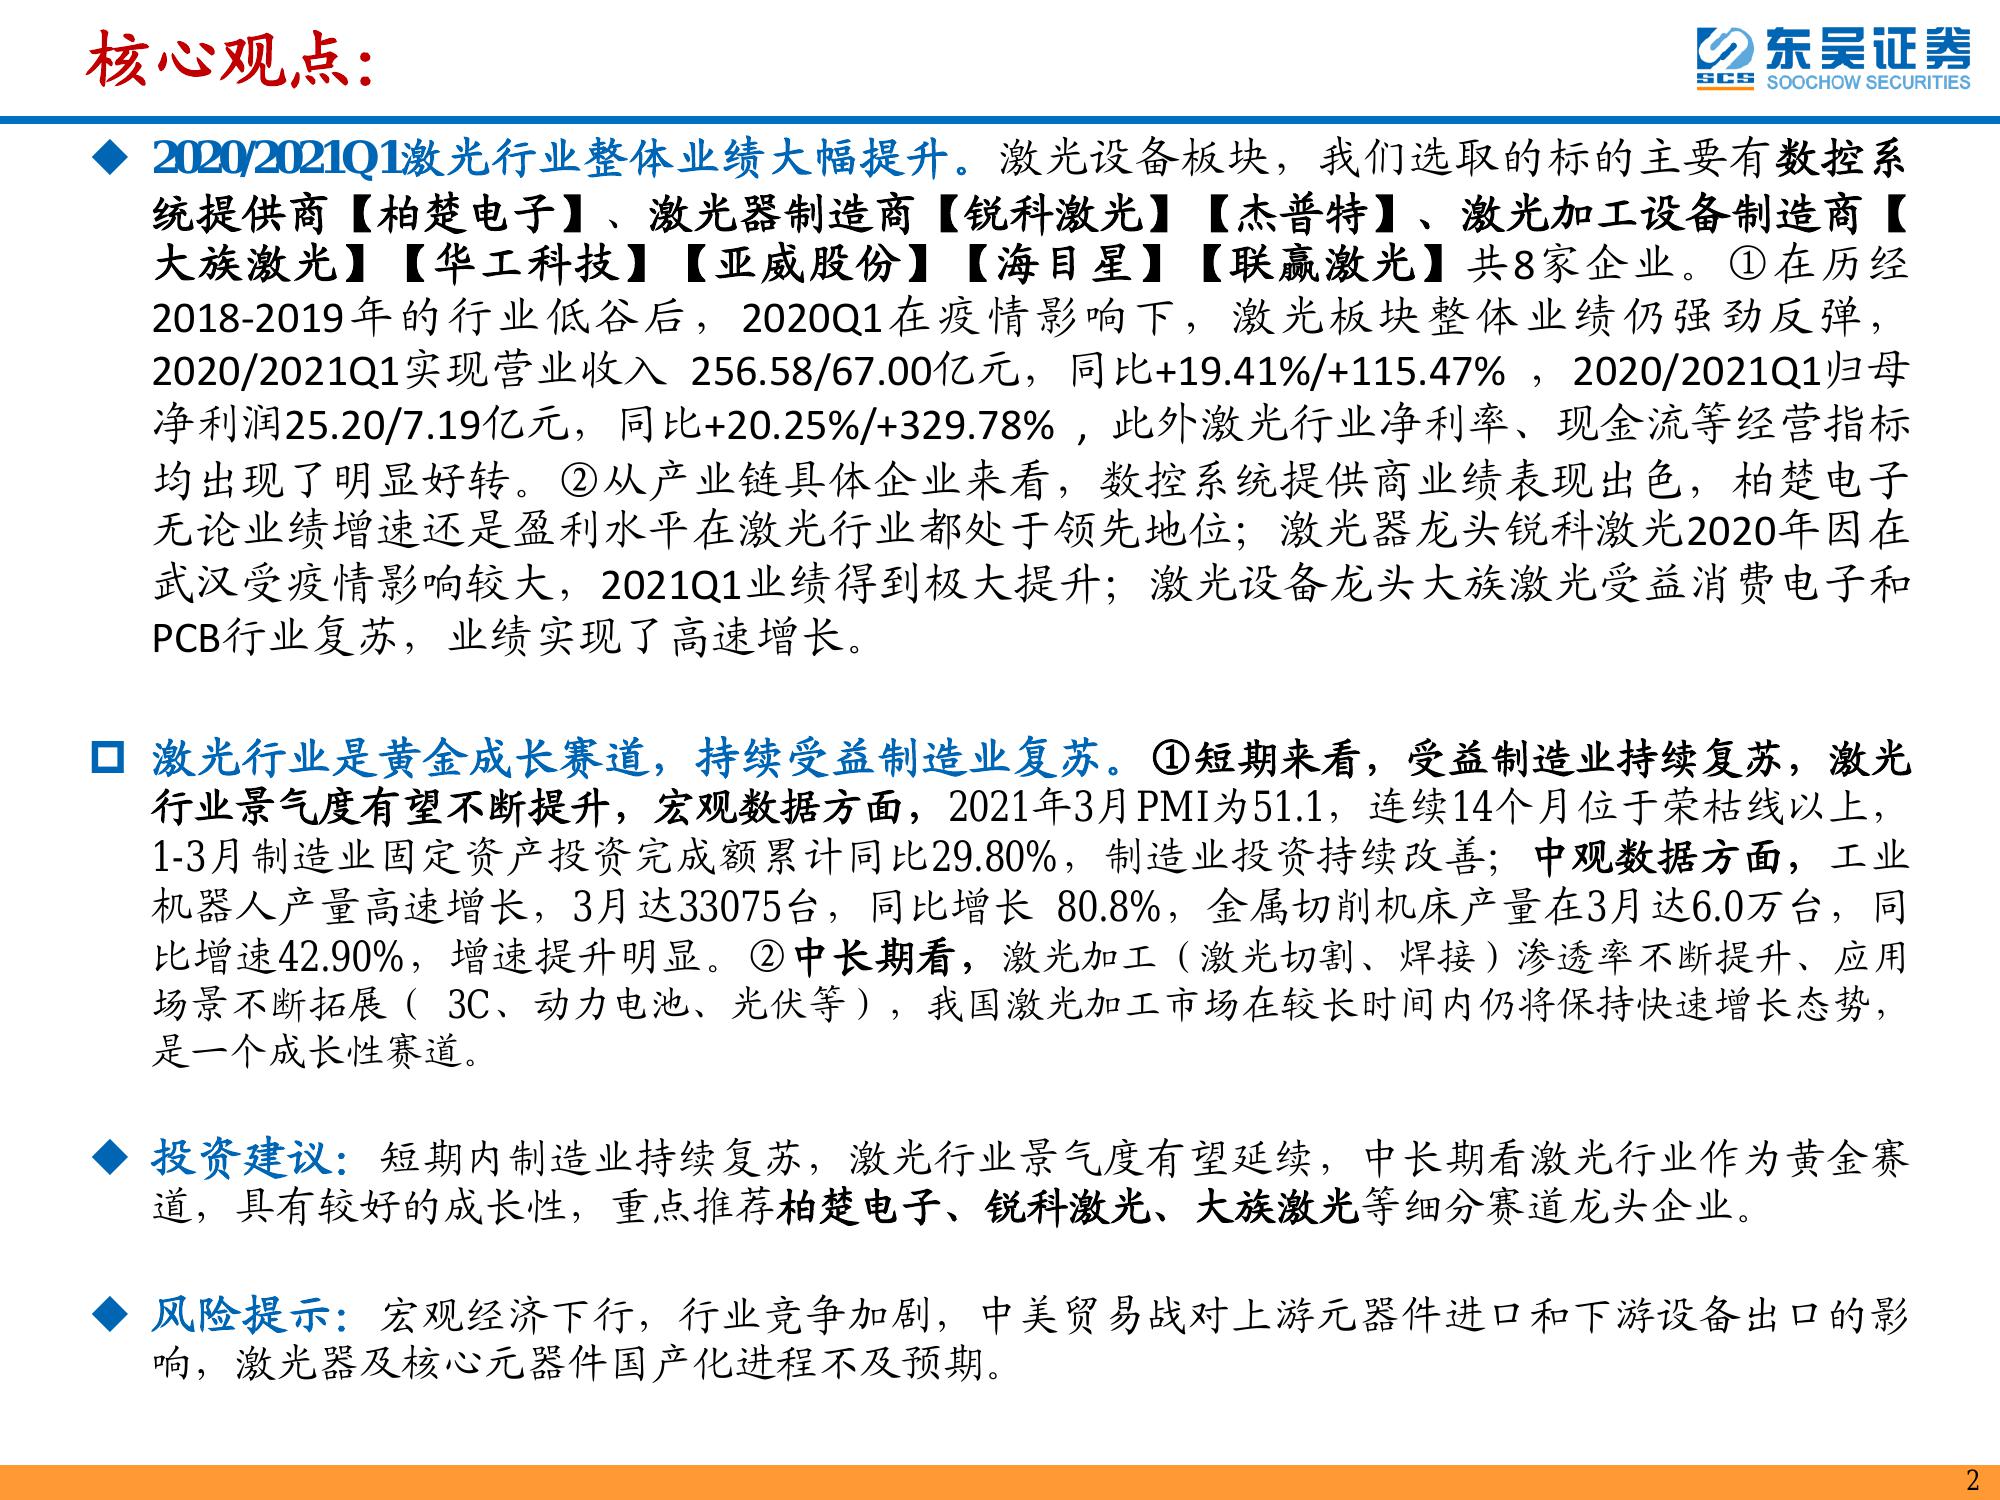 核心观点：
东吴证券
SCS SOOCHOW SECURITIES
◆ 2020/2021Q1激光行业整体业绩大幅提升。激光设备板块，我们选取的标的主要有数控系
统提供商【柏楚电子】、激光器制造商【锐科激光】【杰普特】、激光加工设备制造商【
大族激光】【华工科技】【亚威股份】【海目星】【联赢激光】共8家企业。①在历经
2018-2019年的行业低谷后，2020Q1在疫情影响下，激光板块整体业绩仍强劲反弹，
2020/2021Q1实现营业收入 256.58/67.00亿元，同比+19.41%/+115.47% ，2020/2021Q1归母
净利润25.20/7.19亿元，同比+20.25%/+329.78% ，此外激光行业净利率、现金流等经营指标
均出现了明显好转。②从产业链具体企业来看，数控系统提供商业绩表现出色，柏楚电子
无论业绩增速还是盈利水平在激光行业都处于领先地位；激光器龙头锐科激光2020年因在
武汉受疫情影响较大，2021Q1业绩得到极大提升；激光设备龙头大族激光受益消费电子和
PCB行业复苏，业绩实现了高速增长。
激光行业是黄金成长赛道，持续受益制造业复苏。①短期来看，受益制造业持续复苏，激光
行业景气度有望不断提升，宏观数据方面，2021年3月PMI为51.1，连续14个月位于荣枯线以上，
1-3月制造业固定资产投资完成额累计同比29.80%，制造业投资持续改善；中观数据方面，工业
机器人产量高速增长，3月达33075台，同比增长 80.8%，金属切削机床产量在3月达6.0万台，同
比增速42.90%，增速提升明显。②中长期看，激光加工（激光切割、焊接）渗透率不断提升、应用
场景不断拓展（ 3C、动力电池、光伏等），我国激光加工市场在较长时间内仍将保持快速增长态势，
是一个成长性赛道。
◆ 投资建议：短期内制造业持续复苏，激光行业景气度有望延续，中长期看激光行业作为黄金赛
道，具有较好的成长性，重点推荐柏楚电子、锐科激光、大族激光等细分赛道龙头企业。
◆ 风险提示：宏观经济下行，行业竞争加剧，中美贸易战对上游元器件进口和下游设备出口的影
响，激光器及核心元器件国产化进程不及预期。
2